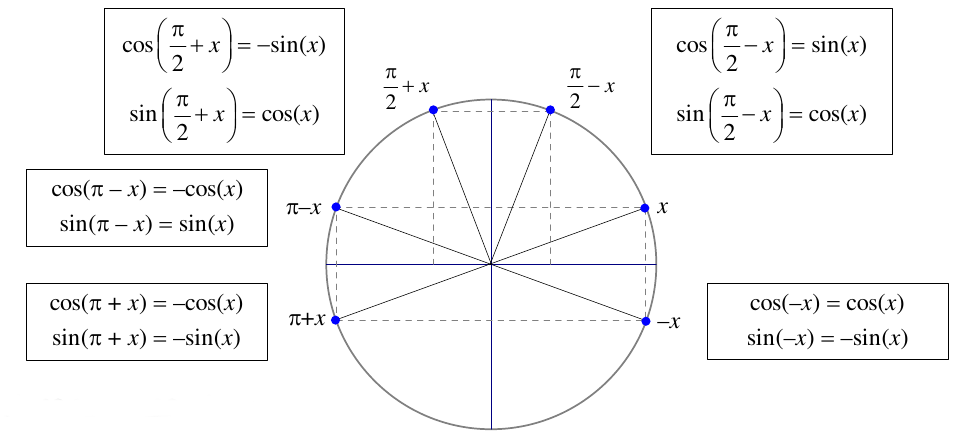 cos(π/2 + x) = –sin(x)
sin(π/2 + x) = cos(x)
cos(π/2 – x) = sin(x)
sin(π/2 – x) = cos(x)
π/2 + x
π/2 – x
cos(π – x) = –cos(x)
sin(π – x) = sin(x)
π–x
x
cos(π + x) = –cos(x)
sin(π + x) = –sin(x)
π+x
–x
cos(–x) = cos(x)
sin(–x) = –sin(x)